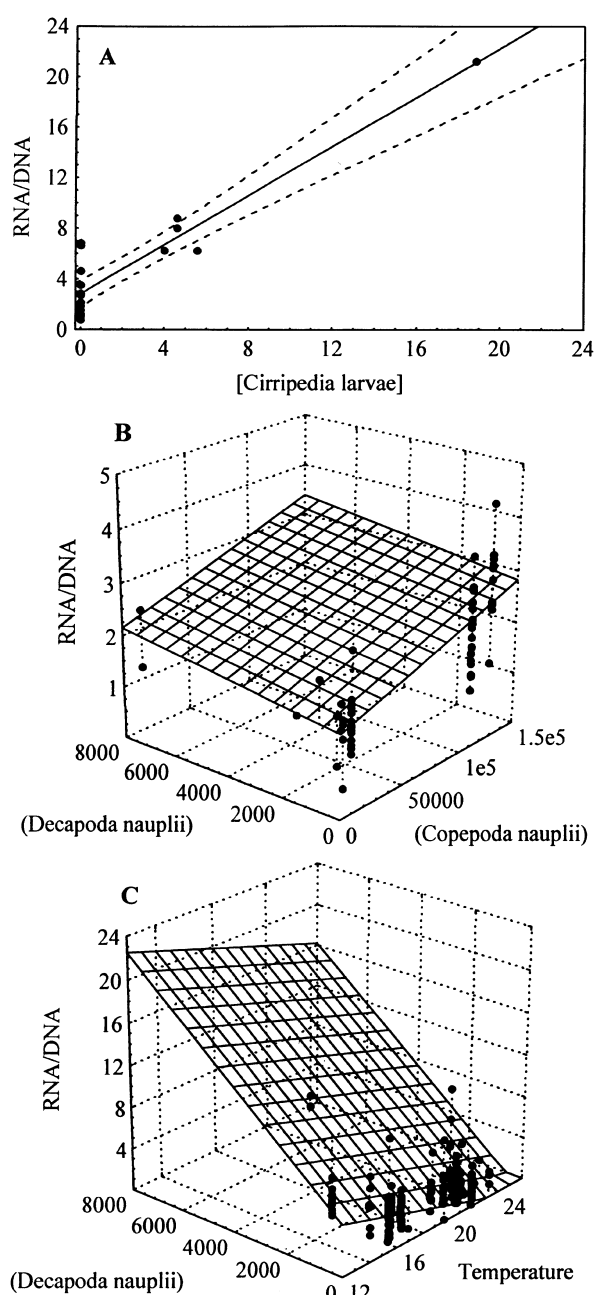 A
24
20
16
12
8
4
0
RNA/DNA
0 4 8 12 16 20 24
[Cirripedia larvae]
B
5
4
3
2
1
RNA/DNA
8000
6000
4000
2000
0
0
50000
1e5
1.5e5
(Decapoda nauplii)
(Copepoda nauplii)
C
24
20
16
12
8
4
RNA/DNA
8000
6000
4000
2000
0
12
16
20
24
(Decapoda nauplii)
Temperature